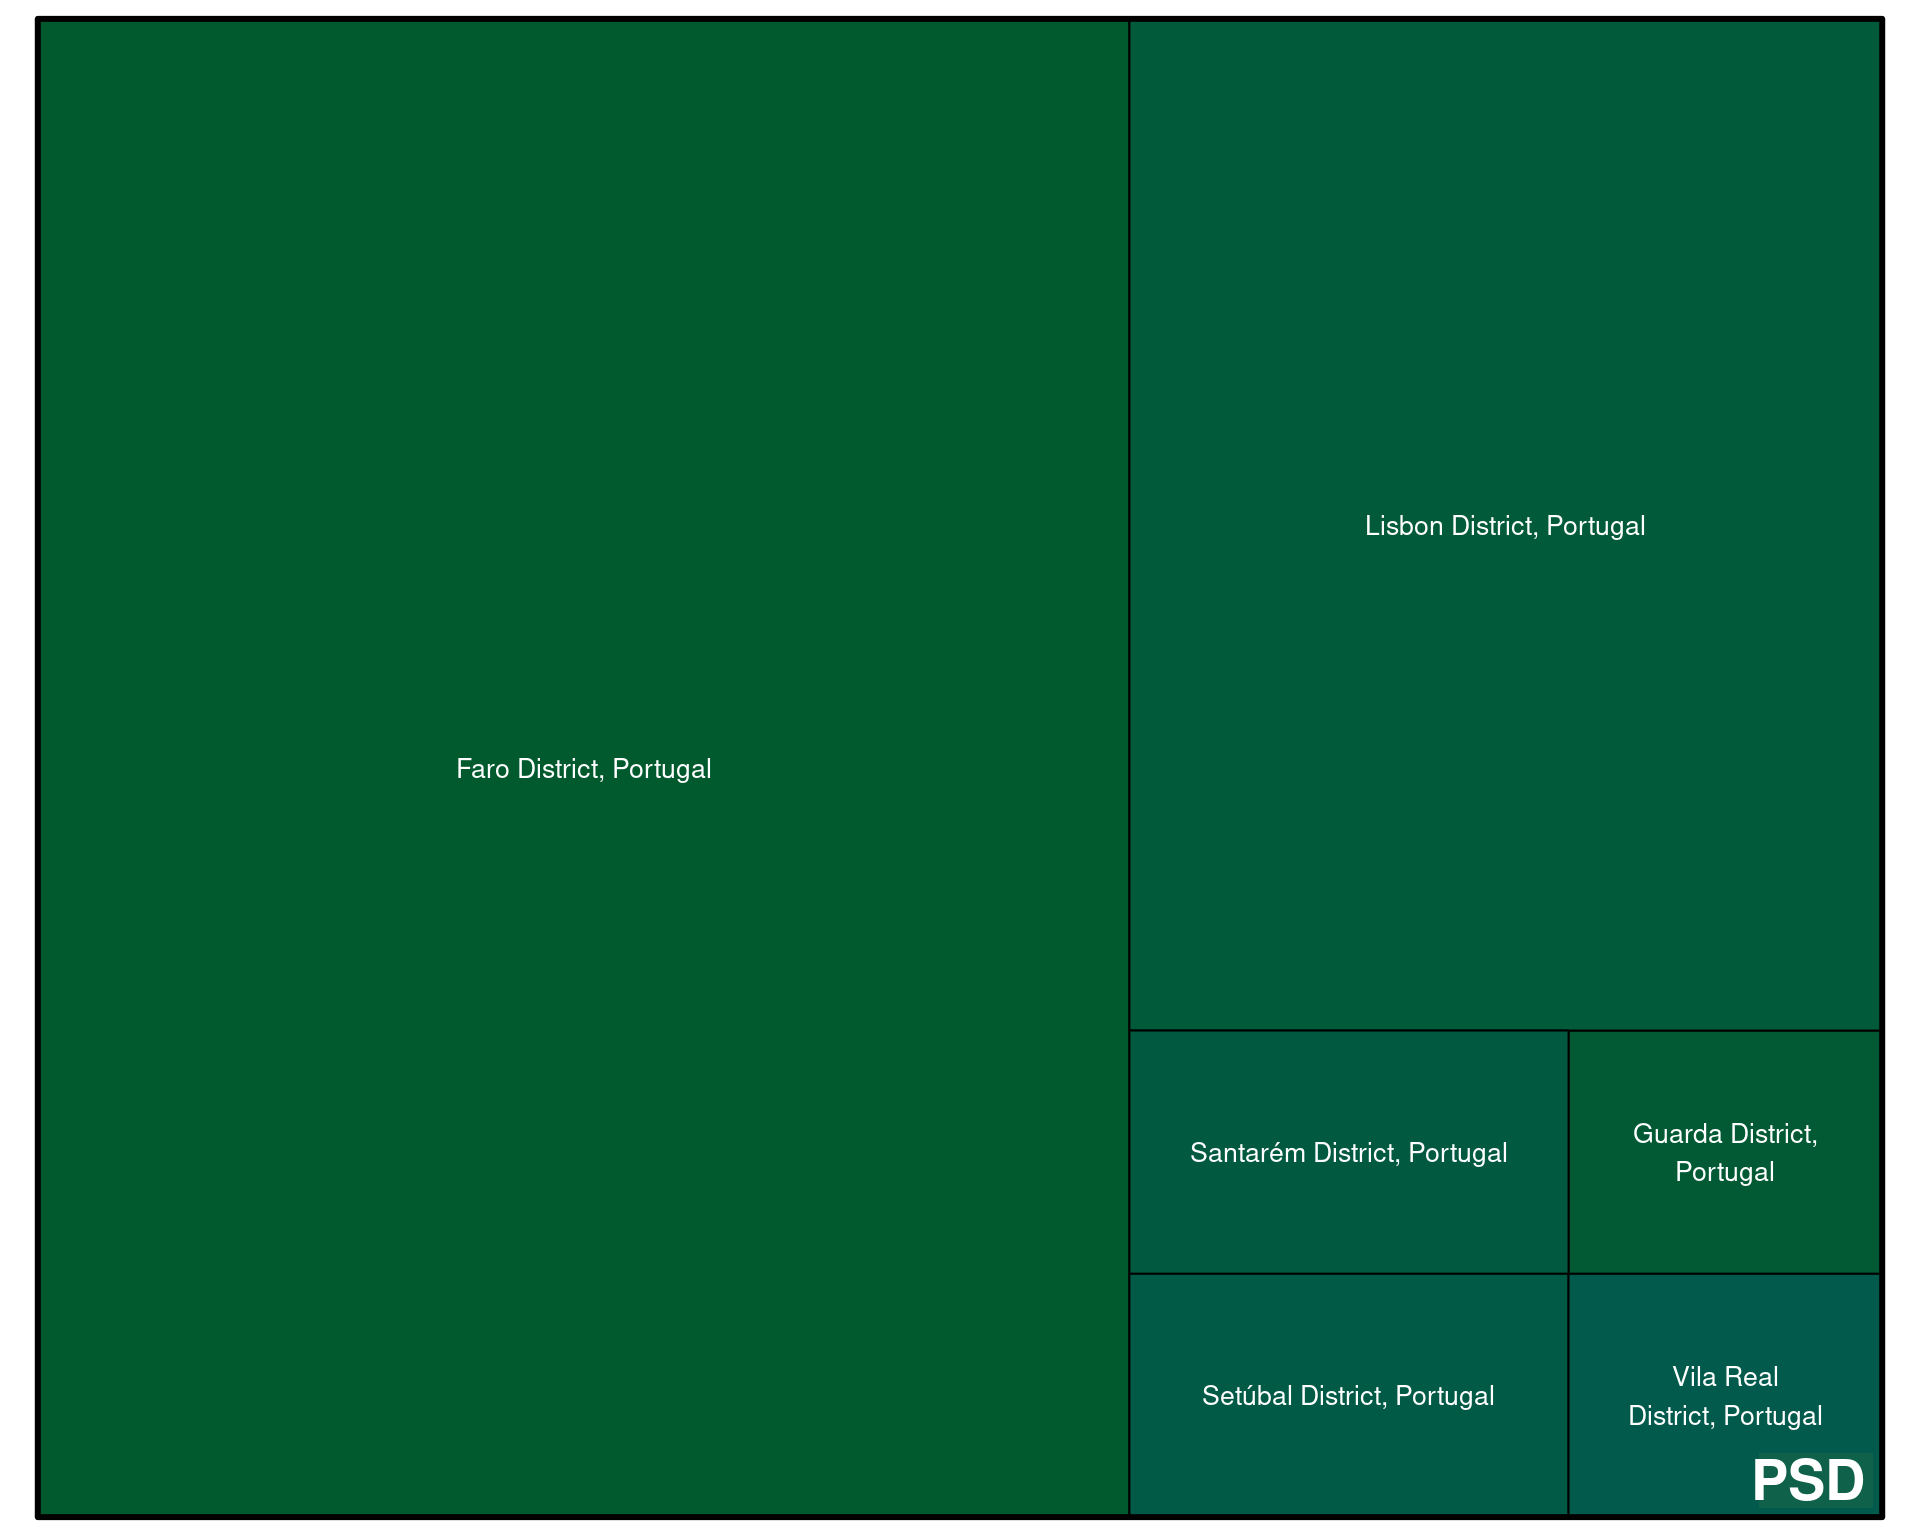 Faro District, Portugal
Lisbon District, Portugal
Santarém District, Portugal
Guarda District,
Portugal
Setúbal District, Portugal
Vila Real
District, Portugal
PSD